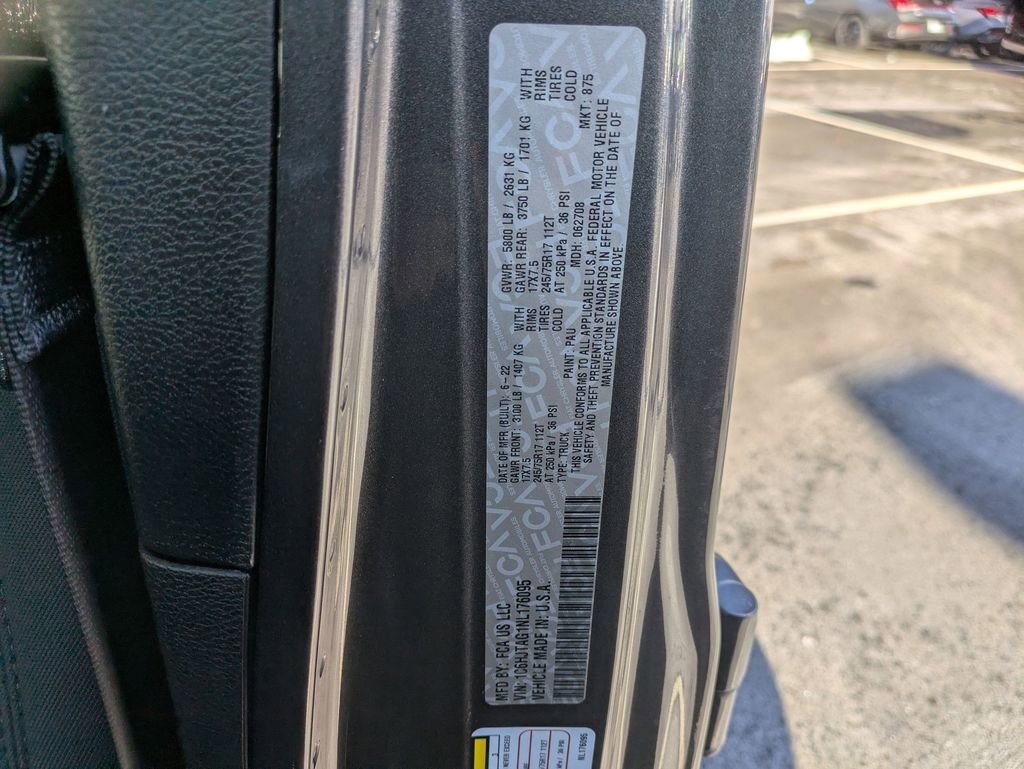 MFD BY: FCA US LLC
DATE OF MFR (BUILT): 6-22
GVWR: 5800 LB / 2631 KG
VIN: 1C6HJTAG1NL176095
GAWR FRONT: 3100 LB / 1407 KG WITH
GAWR REAR: 3750 LB / 1701 KG WITH
VEHICLE MADE IN: U.S.A.
17X7.5 RIMS
17X7.5 RIMS
245/75R17 112T TIRES
245/75R17 112T TIRES
AT 250 kPa / 36 PSI COLD
AT 250 kPa / 36 PSI COLD
TYPE: TRUCK PAINT: PAU MDH: 062708 MKT: 875
THIS VEHICLE CONFORMS TO ALL APPLICABLE U.S.A. FEDERAL MOTOR VEHICLE
SAFETY AND THEFT PREVENTION STANDARDS IN EFFECT ON THE DATE OF
MANUFACTURE SHOWN ABOVE.
NEVER EXCEED
NL176095